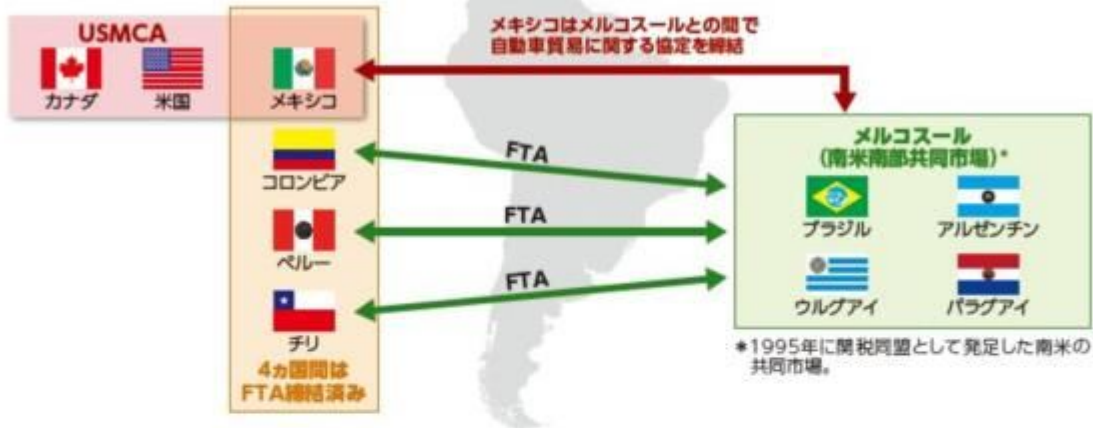 USMCA
カナダ
米国
メキシコ
コロンビア
ペルー
チリ
4ヵ国間は
FTA締結済み
メキシコはメルコスールとの間で
自動車貿易に関する協定を締結
FTA
FTA
FTA
メルコスール
(南米南部共同市場)*
ブラジル
アルゼンチン
ウルグアイ
パラグアイ
*1995年に関税同盟として発足した南米の
共同市場。